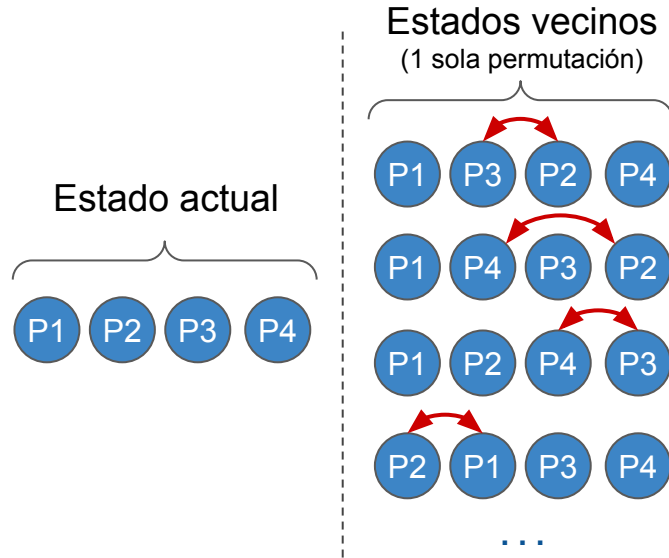 Estado actual
P1 P2 P3 P4
Estados vecinos
(1 sola permutación)
P1 P3 P2 P4
P1 P4 P3 P2
P1 P2 P4 P3
P2 P1 P3 P4
...